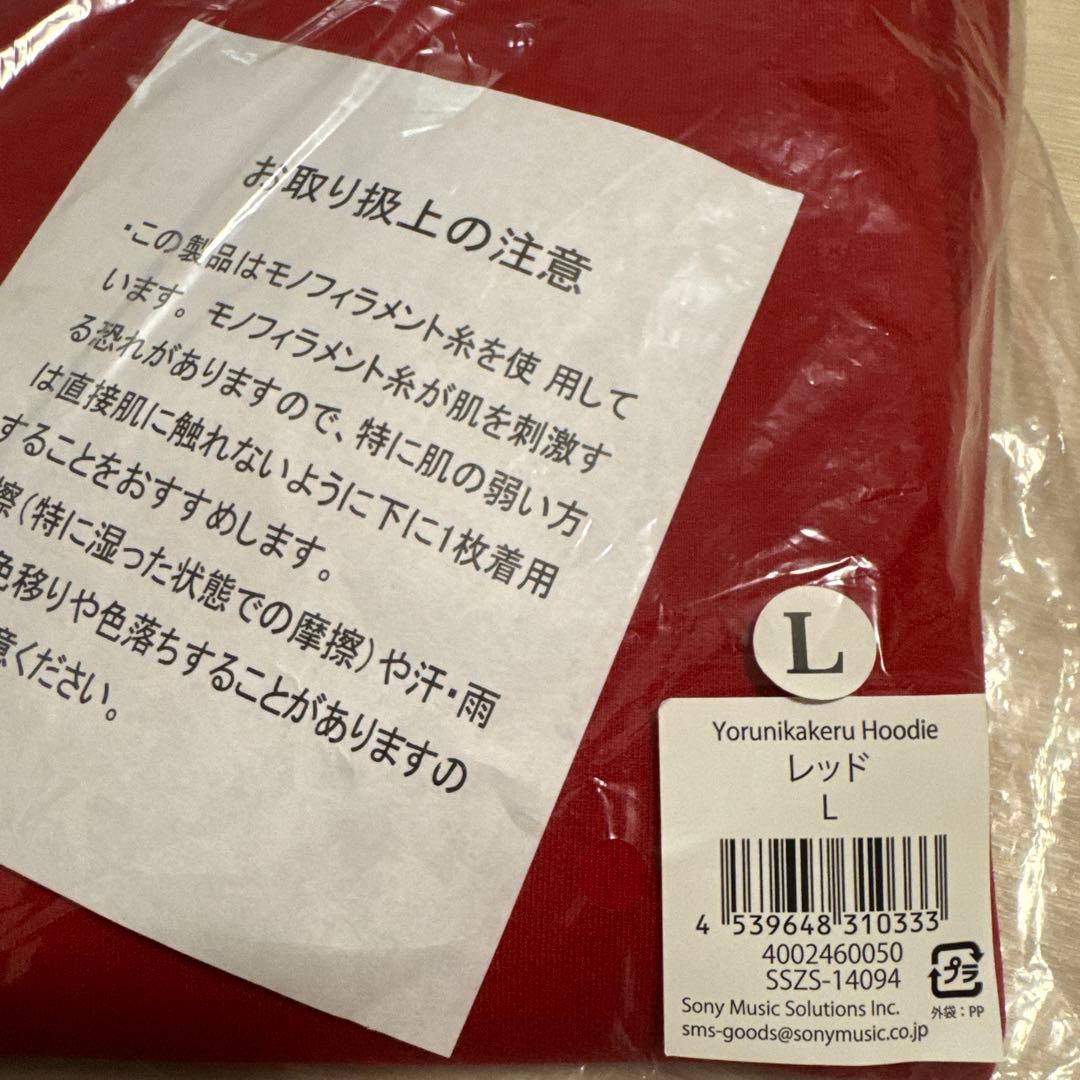 お取り扱上の注意
・この製品はモノフィラメント糸を使 用して
います。モノフィラメント糸が肌を刺激す
る恐れがありますので、特に肌の弱い方
は直接肌に触れないように下に1枚着用
することをおすすめします。
擦(特に湿った状態での摩擦)や汗・雨
色移りや色落ちすることがありますの
意ください。
L
Yorunikakeru Hoodie
レッド
L
4 539648 310333
4002460050
SSZS-14094
プラ
外袋:PP
Sony Music Solutions Inc.
sms-goods@sonymusic.co.jp